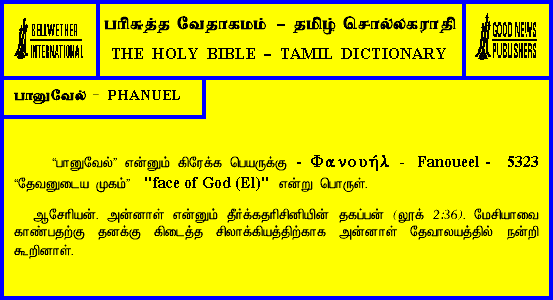 BELLWETHER
INTERNATIONAL
பரிசுத்த வேதாகமம் – தமிழ் சொல்லகராதி
THE HOLY BIBLE – TAMIL DICTIONARY
GOOD NEWS
PUBLISHERS
பானுவேல் – PHANUEL
“பானுவேல்” என்னும் கிரேக்க பெயருக்கு - Φανουήλ - Fanoueel - 5323
“தேவனுடைய முகம்” "face of God (El)" என்று பொருள்.
ஆசேரியன். அன்னாள் என்னும் தீர்க்கதரிசினியின் தகப்பன் (லூக் 2:36). மேசியாவை
காண்பதற்கு தனக்கு கிடைத்த சிலாக்கியத்திற்காக அன்னாள் தேவாலயத்தில் நன்றி
கூறினாள்.